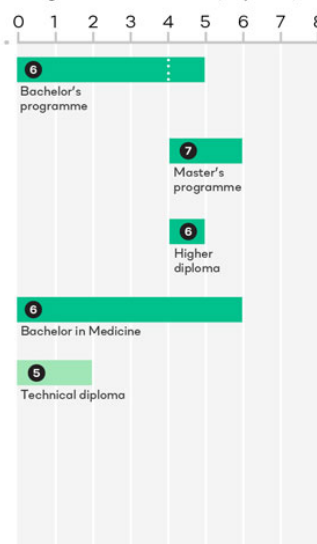 0 1 2 3 4 5 6 7
6
Bachelor's
programme
7
Master's
programme
6
Higher
diploma
6
Bachelor in Medicine
5
Technical diploma